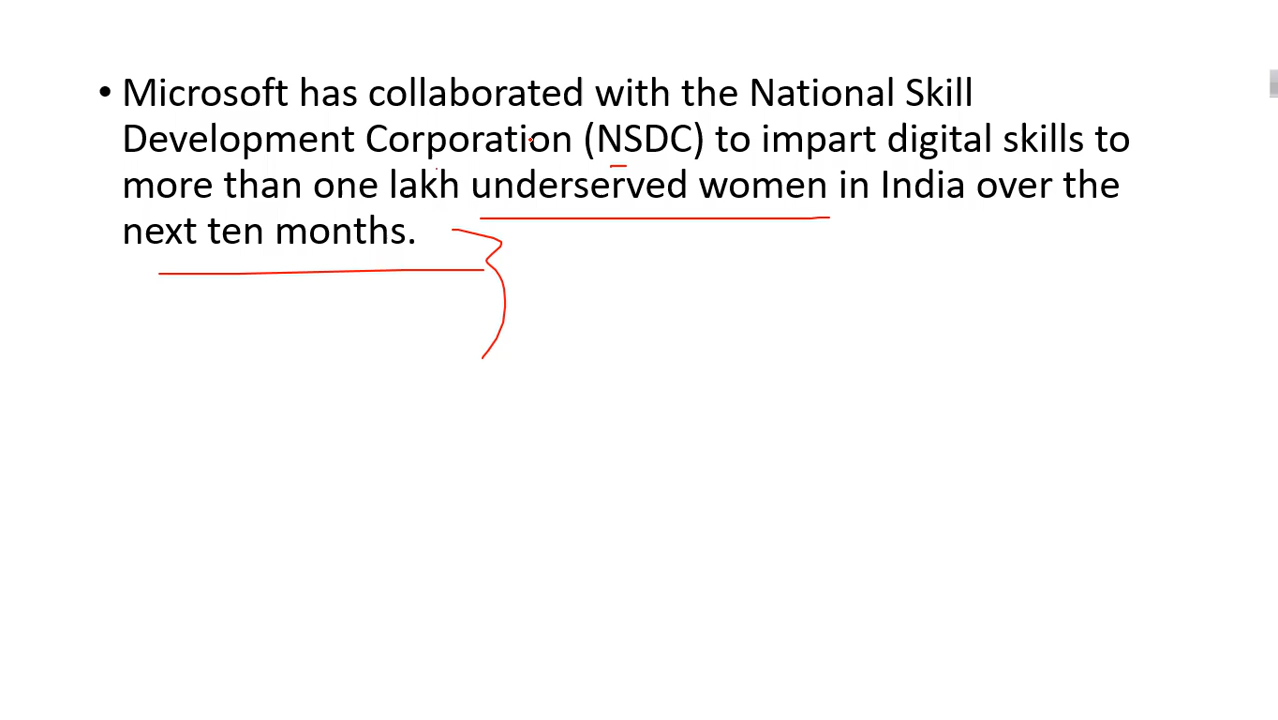 • Microsoft has collaborated with the National Skill
Development Corporation (NSDC) to impart digital skills to
more than one lakh underserved women in India over the
next ten months.